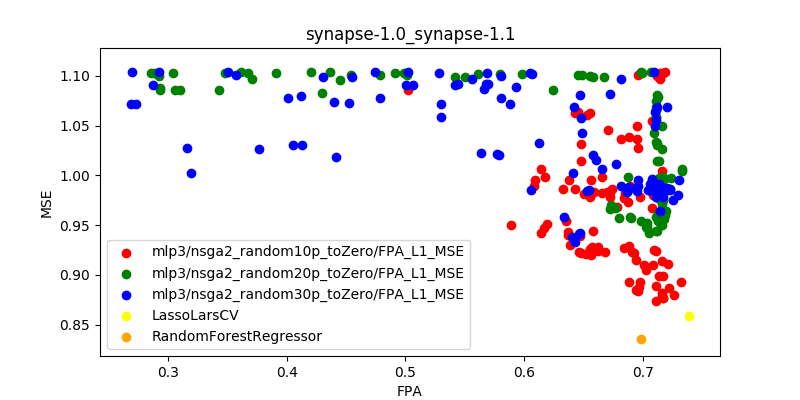 synapse-1.0_synapse-1.1
MSE
1.10
1.05
1.00
0.95
0.90
0.85
mlp3/nsga2_random10p_toZero/FPA_L1_MSE
mlp3/nsga2_random20p_toZero/FPA_L1_MSE
mlp3/nsga2_random30p_toZero/FPA_L1_MSE
LassoLarsCV
RandomForestRegressor
0.3 0.4 0.5 0.6 0.7
FPA